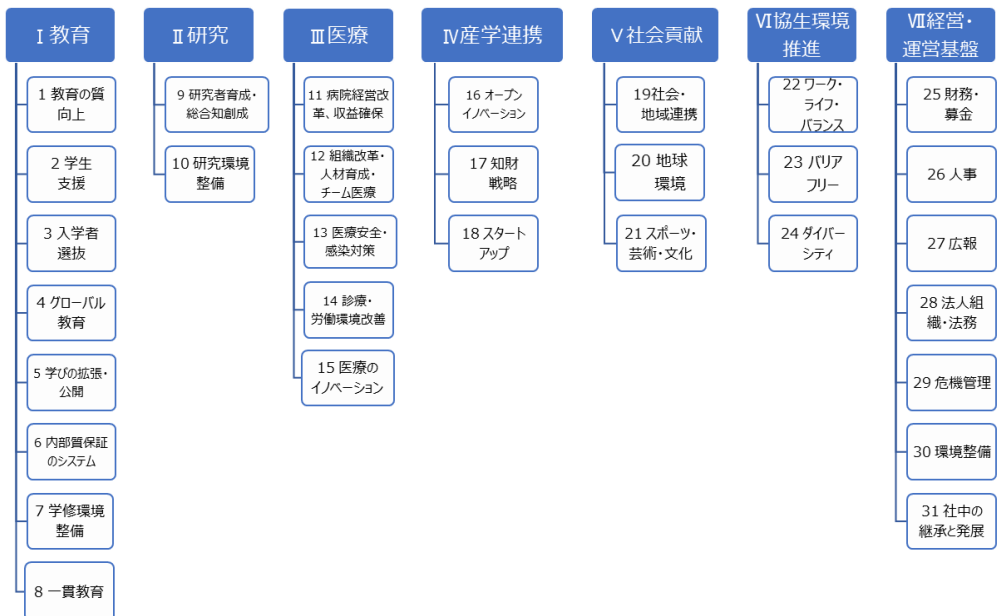 Ⅰ 教育
1 教育の質
向上
2 学生
支援
3 入学者
選抜
4 グローバル
教育
5 学びの拡張・
公開
6 内部質保証
のシステム
7 学修環境
整備
8 一貫教育
Ⅱ研究
9 研究者育成・
総合知創成
10 研究環境
整備
Ⅲ医療
11 病院経営改
革、収益確保
12 組織改革・
人材育成・
チーム医療
13 医療安全・
感染対策
14 診療・
労働環境改善
15 医療の
イノベーション
Ⅳ産学連携
16 オープン
イノベーション
17 知財
戦略
18 スタート
アップ
Ⅴ社会貢献
19社会・
地域連携
20 地球
環境
21 スポーツ・
芸術・文化
Ⅵ協生環境
推進
22 ワーク・
ライフ・
バランス
23 バリア
フリー
24 ダイバー
シティ
Ⅶ経営・
運営基盤
25 財務・
募金
26 人事
27 広報
28 法人組
織・法務
29 危機管理
30 環境整備
31 社中の
継承と発展